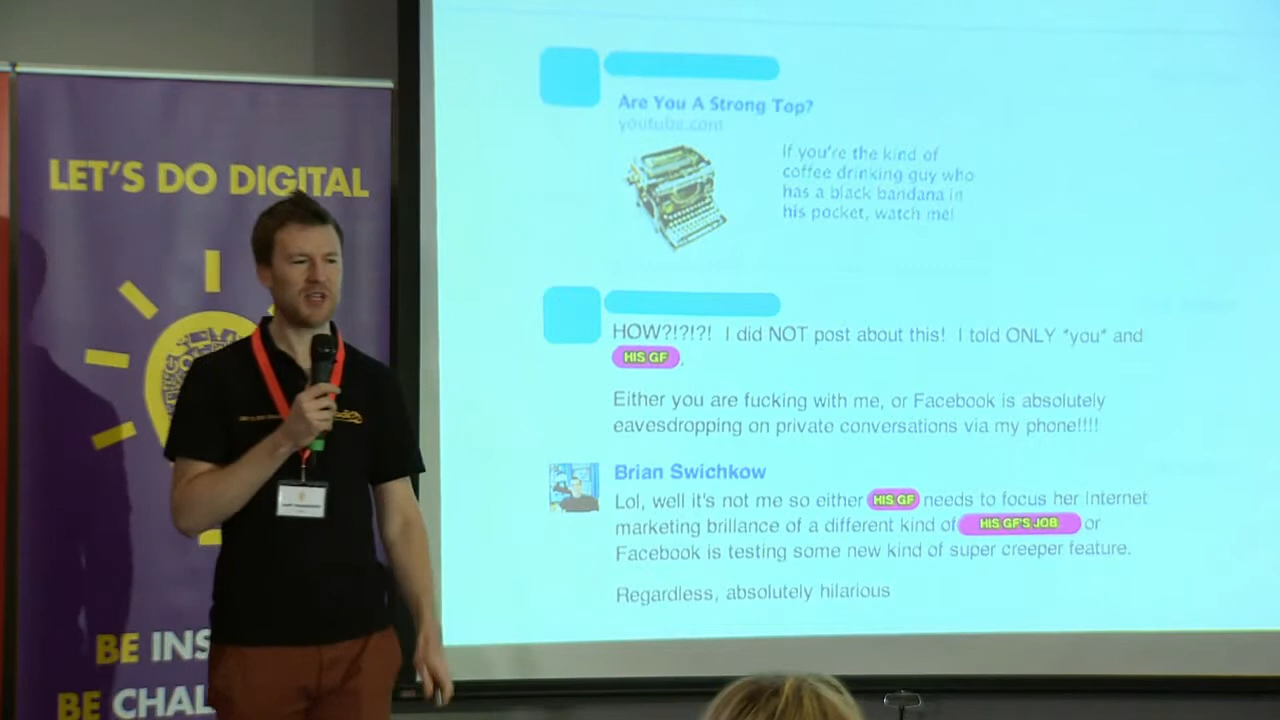 LET'S DO DIGITAL
BE INS
BE CHAL
Are You A Strong Top?
youtube.com
If you're the kind of
coffee drinking guy who
has a black bandana in
his pocket, watch me!
HOW?!?!?! I did NOT post about this! I told ONLY *you* and
HIS GF.
Either you are fucking with me, or Facebook is absolutely
eavesdropping on private conversations via my phone!!!!
Brian Swichkow
Lol, well it's not me so either HIS GF needs to focus her Internet
marketing brillance of a different kind of HIS GF'S JOB or
Facebook is testing some new kind of super creeper feature.
Regardless, absolutely hilarious